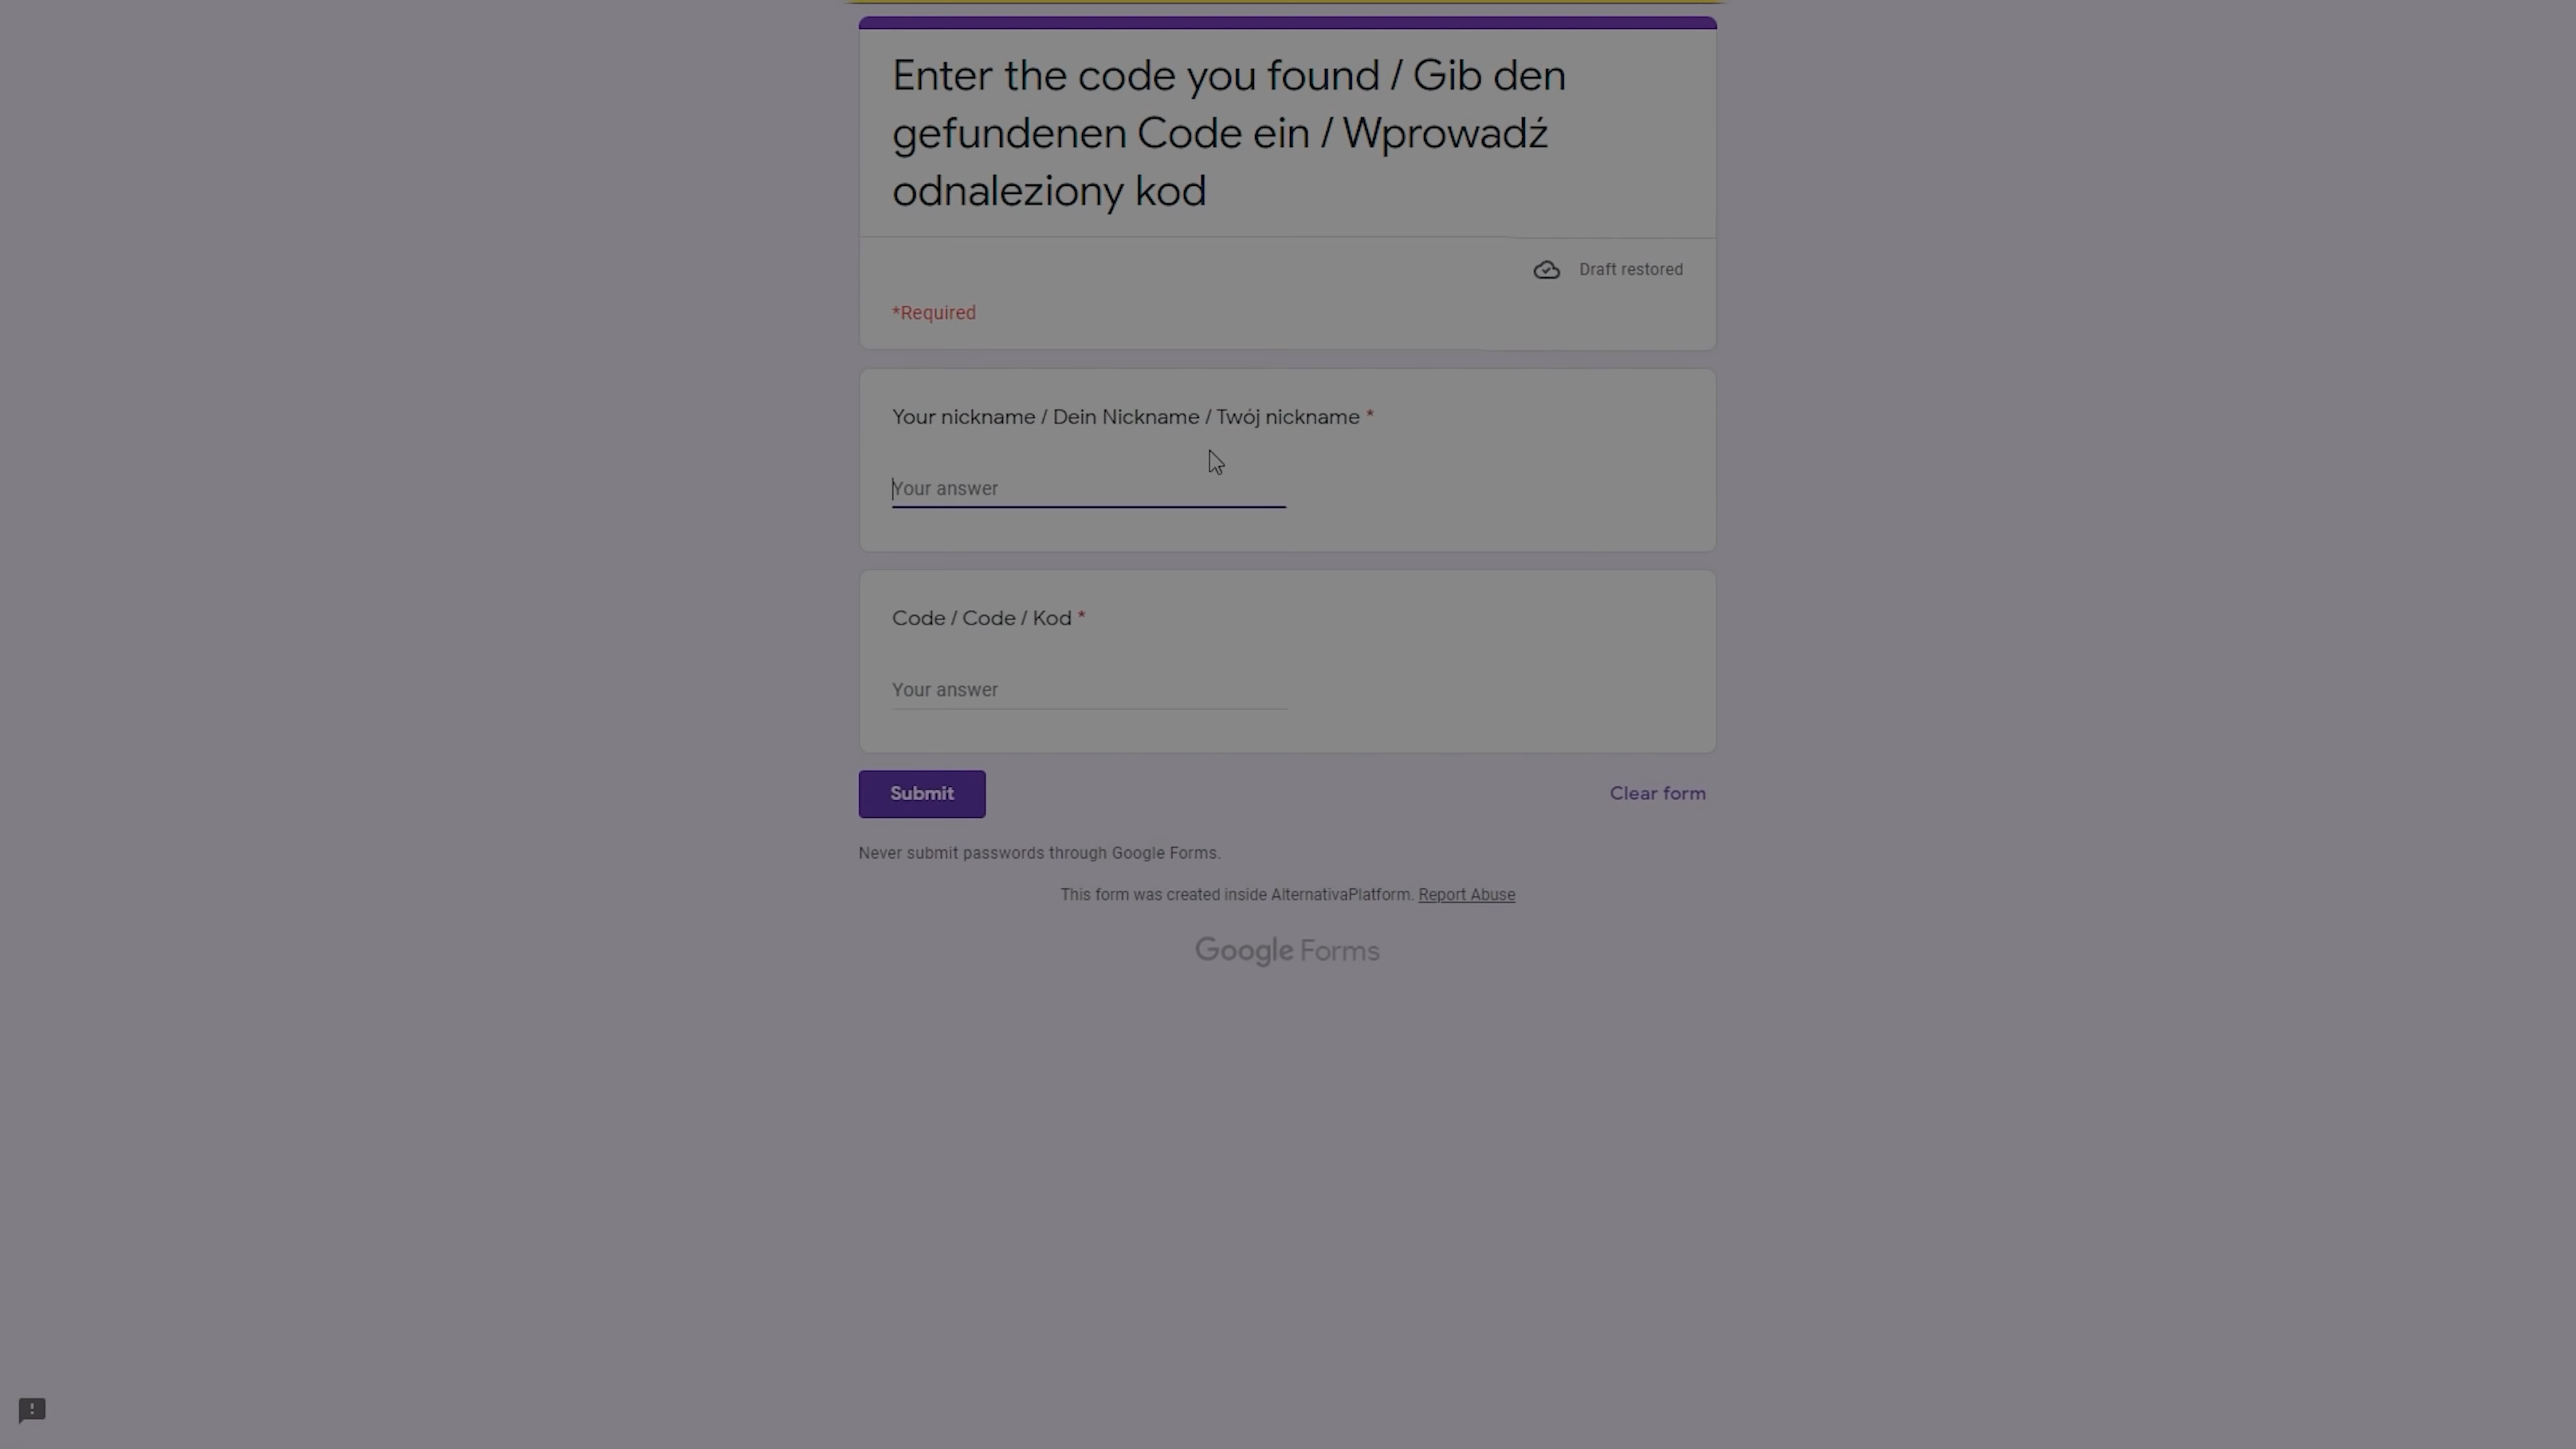 Enter the code you found / Gib den
gefundenen Code ein / Wprowadź
odnaleziony kod
Draft restored
*Required
Your nickname / Dein Nickname / Twój nickname *
Your answer
Code / Code / Kod *
Your answer
Submit
Clear form
Never submit passwords through Google Forms.
This form was created inside AlternativaPlatform. Report Abuse
Google Forms